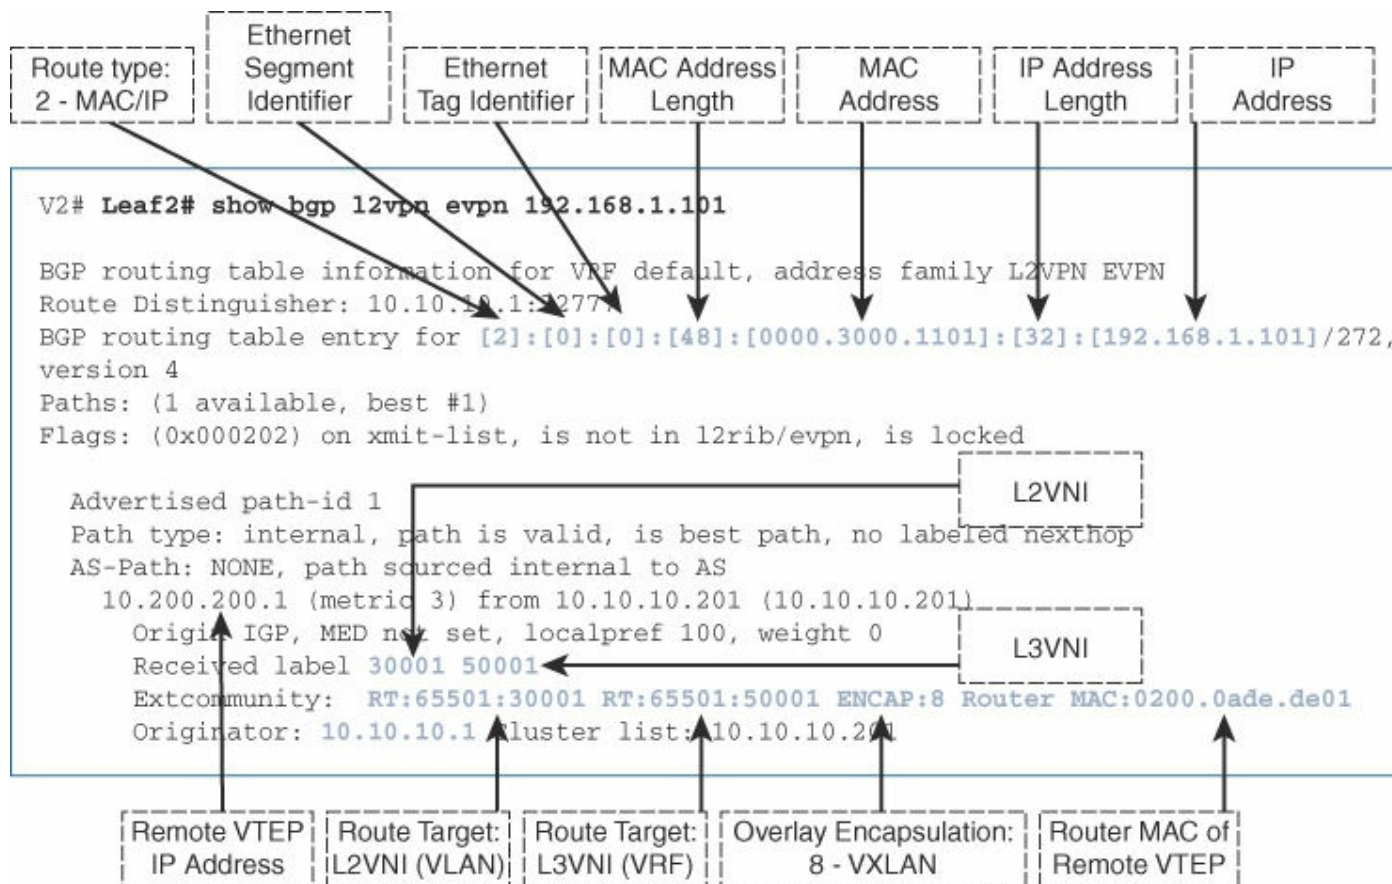 Route type:
2 - MAC/IP
Ethernet
Segment
Identifier
Ethernet
Tag Identifier
MAC Address
Length
MAC
Address
IP Address
Length
IP
Address
V2# Leaf2# show bgp l2vpn evpn 192.168.1.101
BGP routing table information for VRF default, address family L2VPN EVPN
Route Distinguisher: 10.10.10.1:32777
BGP routing table entry for [2]:[0]:[0]:[48]:[0000.3000.1101]:[32]:[192.168.1.101]/272,
version 4
Paths: (1 available, best #1)
Flags: (0x000202) on xmit-list, is not in l2rib/evpn, is locked
L2VNI
Advertised path-id 1
Path type: internal, path is valid, is best path, no labeled nexthop
AS-Path: NONE, path sourced internal to AS
10.200.200.1 (metric 3) from 10.10.10.201 (10.10.10.201)
Origin IGP, MED not set, localpref 100, weight 0
L3VNI
Received label 30001 50001
Extcommunity: RT:65501:30001 RT:65501:50001 ENCAP:8 Router MAC:0200.0ade.de01
Originator: 10.10.10.1 Cluster list: 10.10.10.201
Remote VTEP
IP Address
Route Target:
L2VNI (VLAN)
Route Target:
L3VNI (VRF)
Overlay Encapsulation:
8 - VXLAN
Router MAC of
Remote VTEP